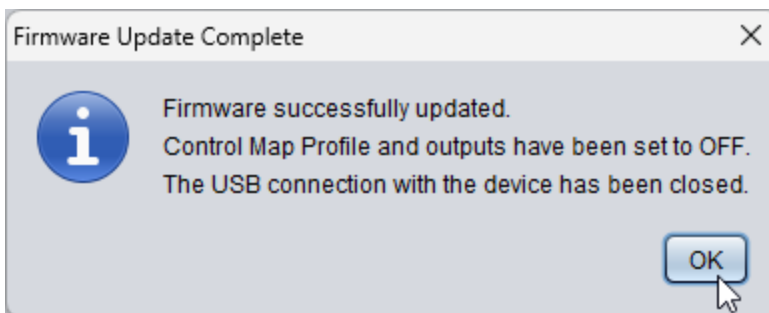 Firmware Update Complete
Firmware successfully updated.
Control Map Profile and outputs have been set to OFF.
The USB connection with the device has been closed.
OK